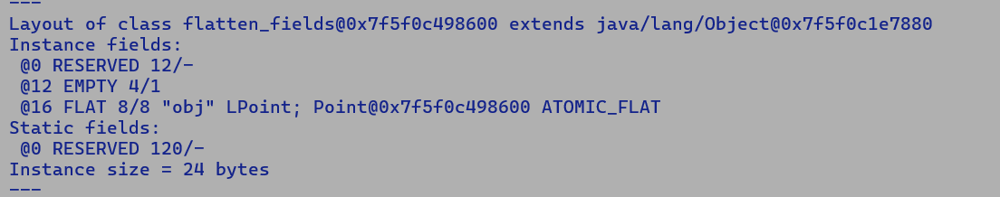 ---
Layout of class flatten_fields@0x7f5f0c498600 extends java/lang/Object@0x7f5f0c1e7880
Instance fields:
 @0 RESERVED 12/-
 @12 EMPTY 4/1
 @16 FLAT 8/8 "obj" LPoint; Point@0x7f5f0c498600 ATOMIC_FLAT
Static fields:
 @0 RESERVED 120/-
Instance size = 24 bytes
---